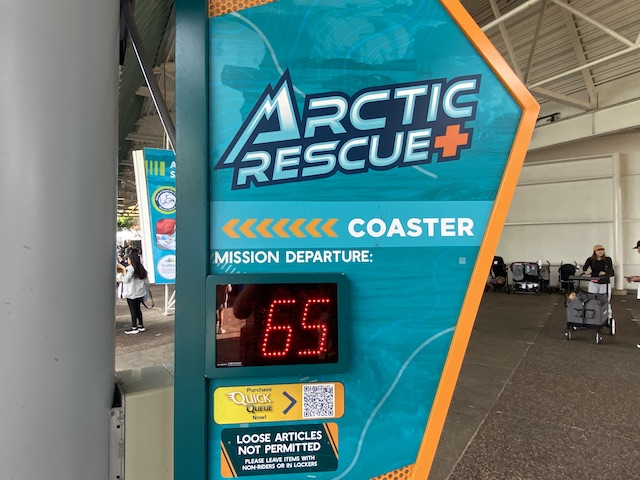 ARCTIC
RESCUE
COASTER
MISSION DEPARTURE:
65
Purchase
QUICK
QUEUE
Now!
LOOSE ARTICLES
NOT PERMITTED
PLEASE LEAVE ITEMS WITH
NON-RIDERS OR IN LOCKERS